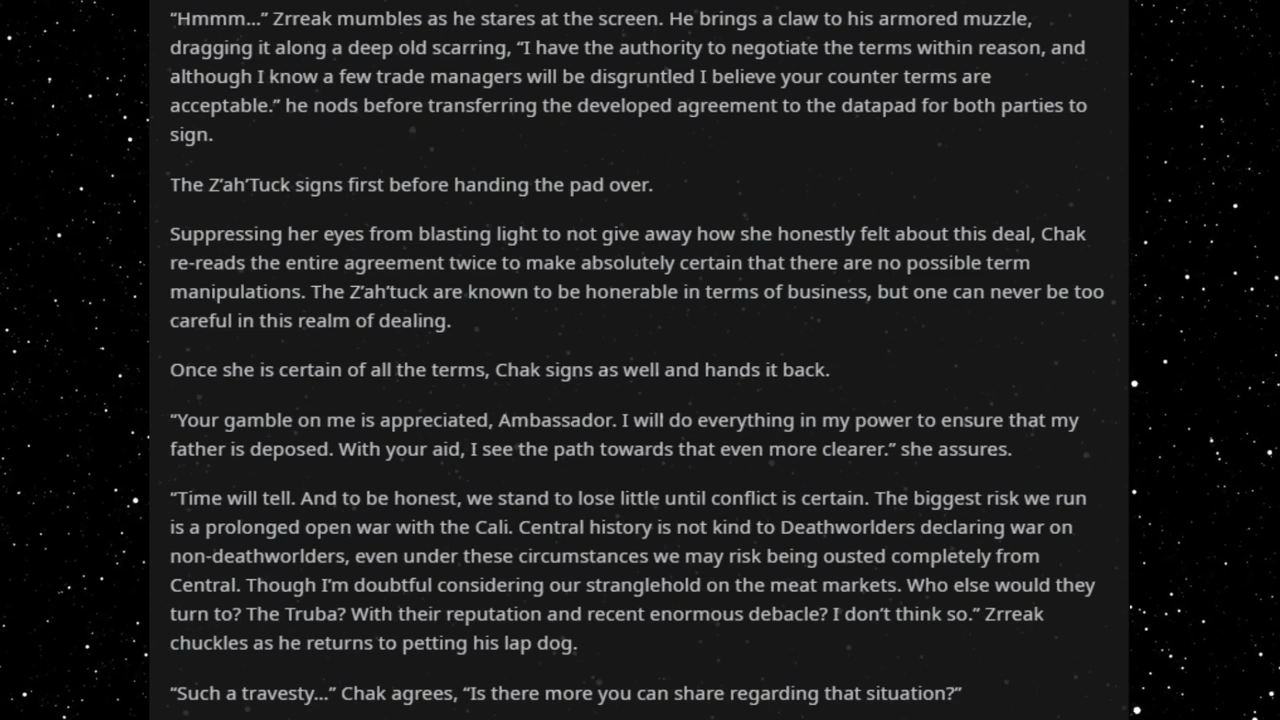 “Hmmm...” Zrreak mumbles as he stares at the screen. He brings a claw to his armored muzzle,
dragging it along a deep old scarring, “I have the authority to negotiate the terms within reason, and
although I know a few trade managers will be disgruntled I believe your counter terms are
acceptable.” he nods before transferring the developed agreement to the datapad for both parties to
sign.
The Z’ah’Tuck signs first before handing the pad over.
Suppressing her eyes from blasting light to not give away how she honestly felt about this deal, Chak
re-reads the entire agreement twice to make absolutely certain that there are no possible term
manipulations. The Z’ah’tuck are known to be honerable in terms of business, but one can never be too
careful in this realm of dealing.
Once she is certain of all the terms, Chak signs as well and hands it back.
“Your gamble on me is appreciated, Ambassador. I will do everything in my power to ensure that my
father is deposed. With your aid, I see the path towards that even more clearer.” she assures.
“Time will tell. And to be honest, we stand to lose little until conflict is certain. The biggest risk we run
is a prolonged open war with the Cali. Central history is not kind to Deathworlders declaring war on
non-deathworlders, even under these circumstances we may risk being ousted completely from
Central. Though I’m doubtful considering our stranglehold on the meat markets. Who else would they
turn to? The Truba? With their reputation and recent enormous debacle? I don’t think so.” Zrreak
chuckles as he returns to petting his lap dog.
“Such a travesty...” Chak agrees, “Is there more you can share regarding that situation?”